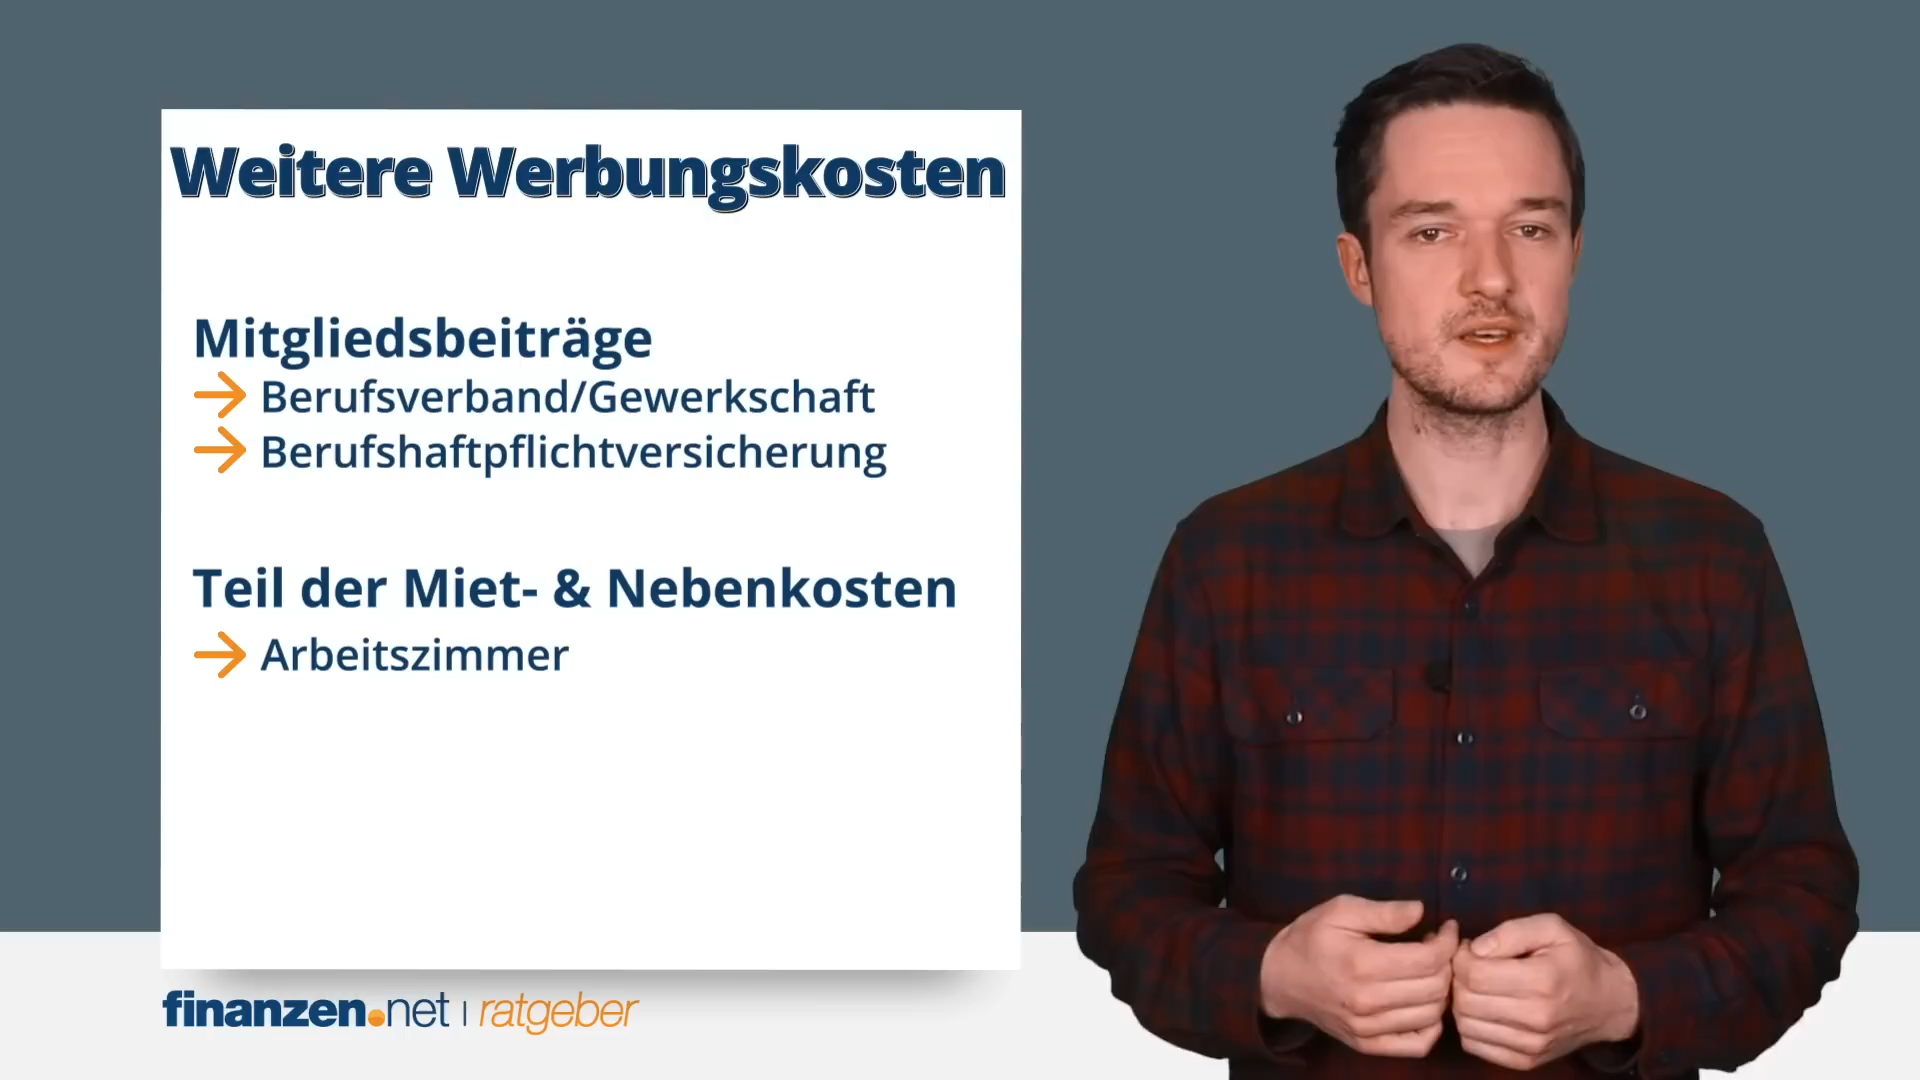 Weitere Werbungskosten
Mitgliedsbeiträge
→ Berufsverband/Gewerkschaft
→ Berufshaftpflichtversicherung
Teil der Miet- & Nebenkosten
→ Arbeitszimmer
finanzen.net | ratgeber